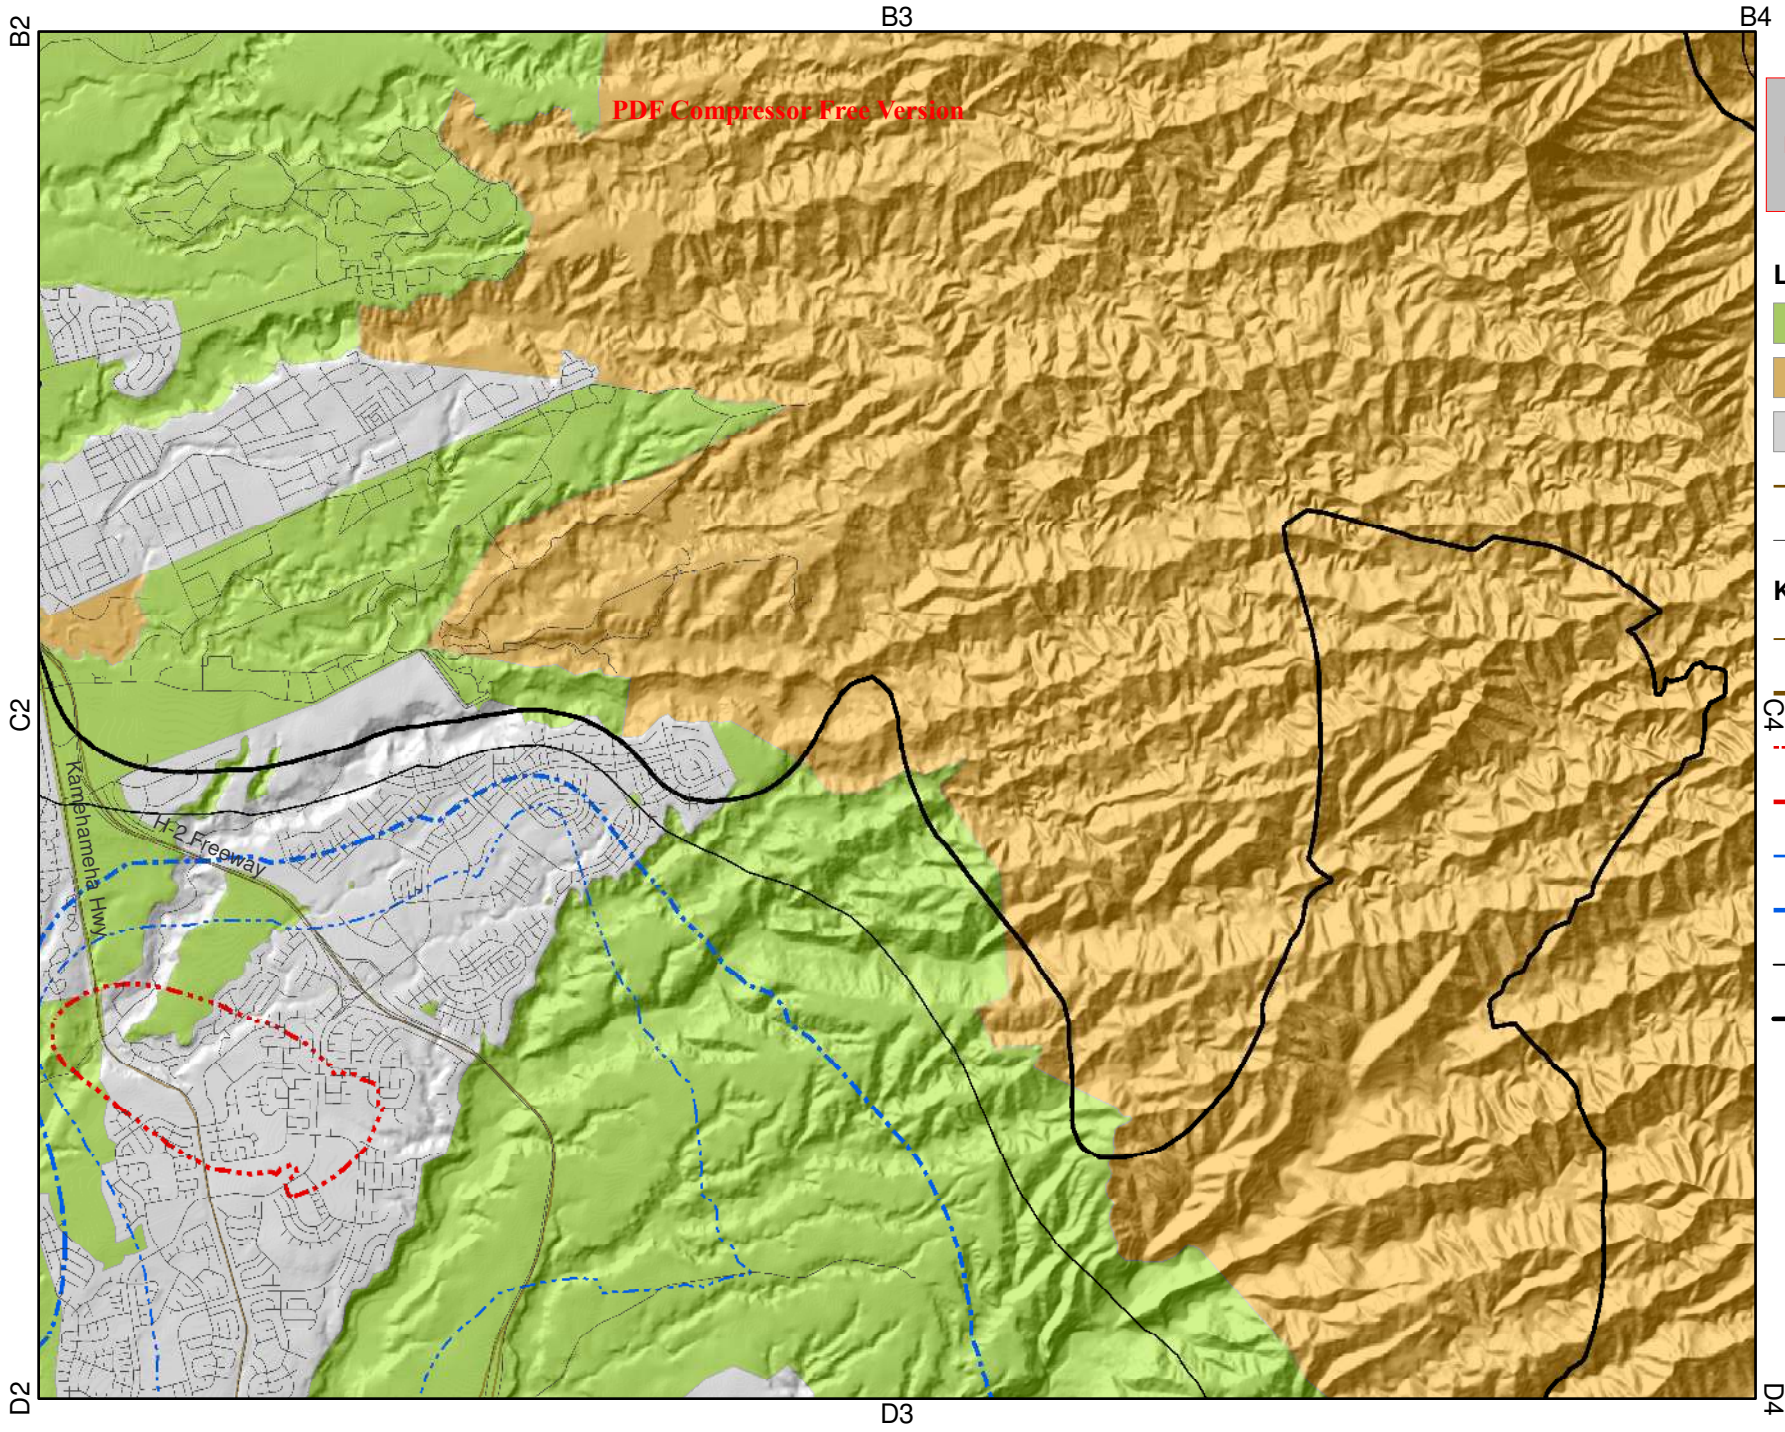 B2
B3
B4
PDF Compressor Free Version
L
K
C2
C4
Kamehameha Hwy
H-2 Freeway
D2
D3
D4